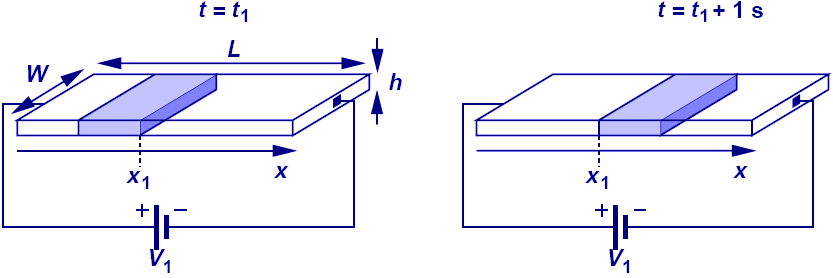 t = t1
t = t1 + 1 s
W
L
h
x1
x
x1
x
+ −
V1
+ −
V1